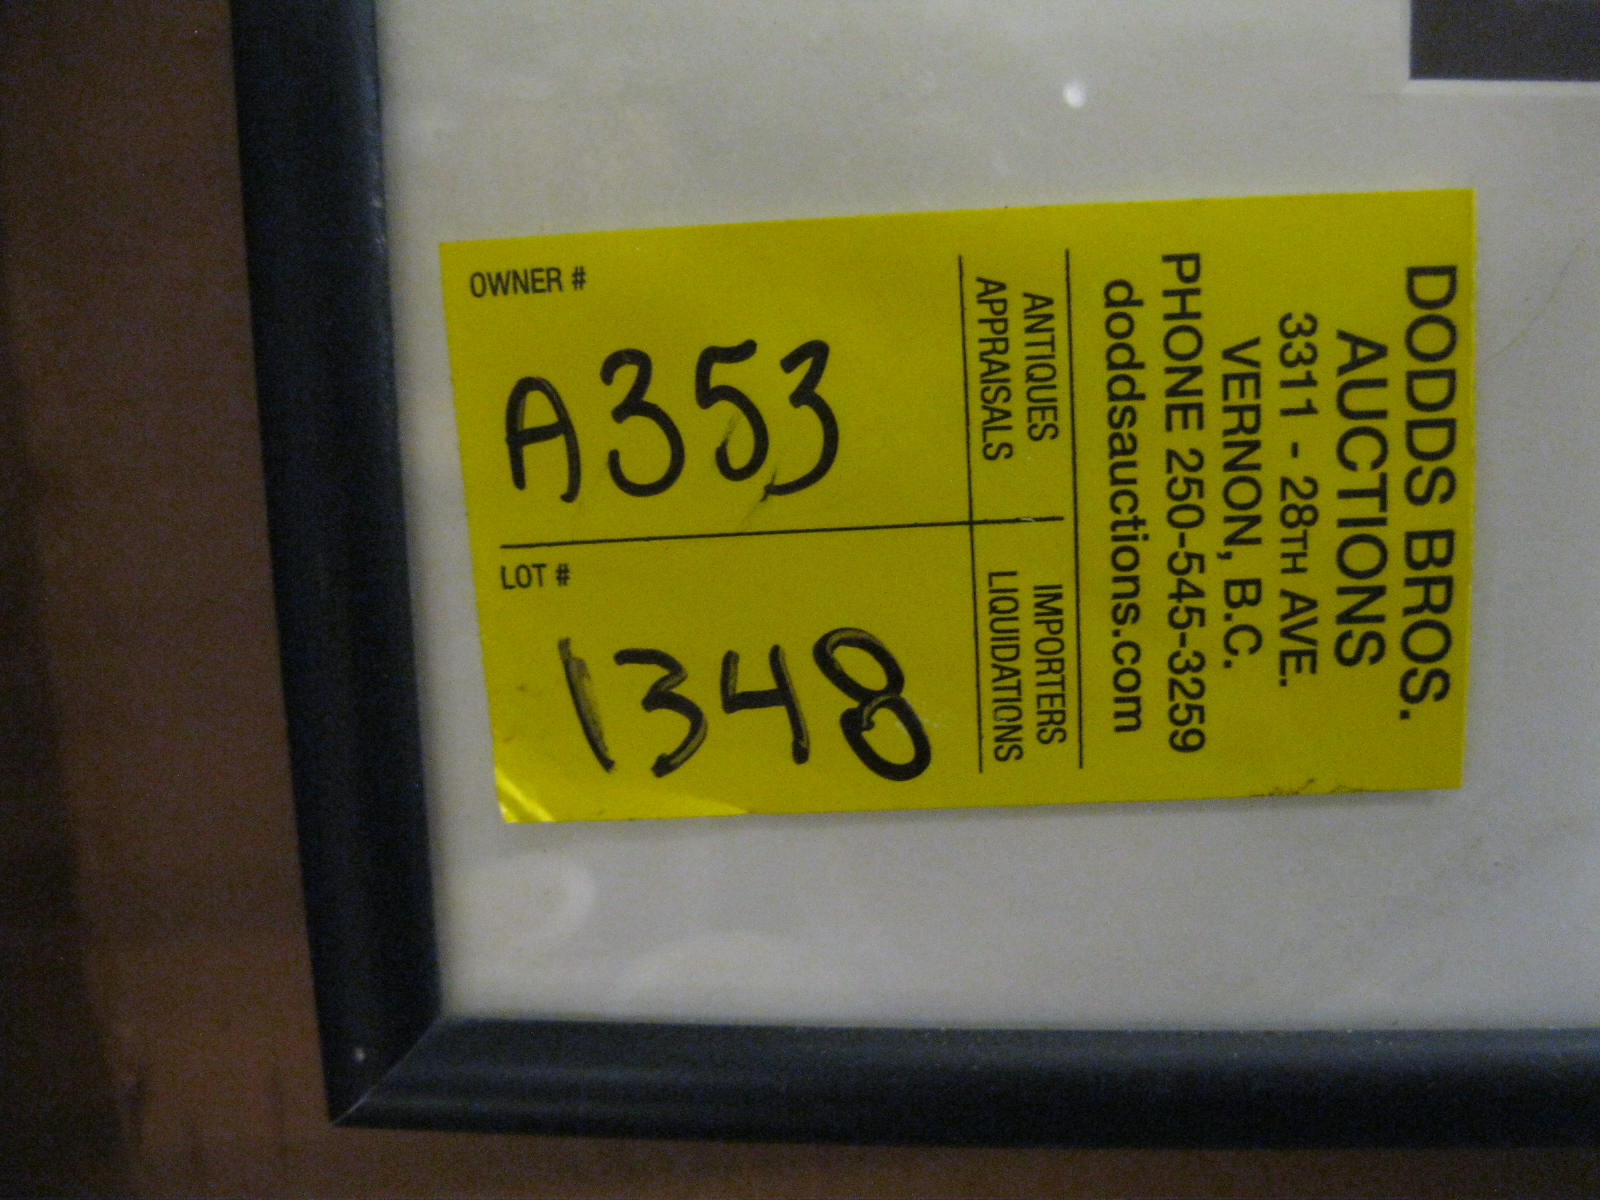 DODDS BROS.
AUCTIONS
3311 - 28TH AVE.
VERNON, B.C.
PHONE 250-545-3259
doddsauctions.com
ANTIQUES
APPRAISALS
IMPORTERS
LIQUIDATIONS
OWNER #
A353
LOT #
1348